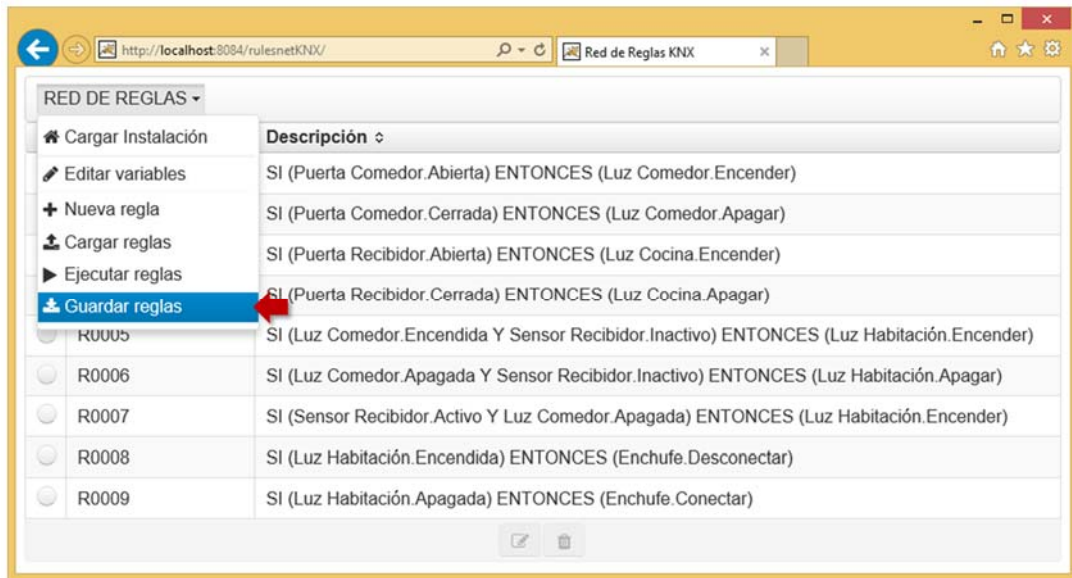 http://localhost:8084/rulesnetKNX/
Red de Reglas KNX
RED DE REGLAS
Cargar Instalación
Editar variables
Nueva regla
Cargar reglas
Ejecutar reglas
Guardar reglas
Descripción
SI (Puerta Comedor.Abierta) ENTONCES (Luz Comedor.Encender)
SI (Puerta Comedor.Cerrada) ENTONCES (Luz Comedor.Apagar)
SI (Puerta Recibidor.Abierta) ENTONCES (Luz Cocina.Encender)
SI (Puerta Recibidor.Cerrada) ENTONCES (Luz Cocina.Apagar)
R0005 SI (Luz Comedor.Encendida Y Sensor Recibidor.Inactivo) ENTONCES (Luz Habitación.Encender)
R0006 SI (Luz Comedor.Apagada Y Sensor Recibidor.Inactivo) ENTONCES (Luz Habitación.Apagar)
R0007 SI (Sensor Recibidor.Activo Y Luz Comedor.Apagada) ENTONCES (Luz Habitación.Encender)
R0008 SI (Luz Habitación.Encendida) ENTONCES (Enchufe.Desconectar)
R0009 SI (Luz Habitación.Apagada) ENTONCES (Enchufe.Conectar)